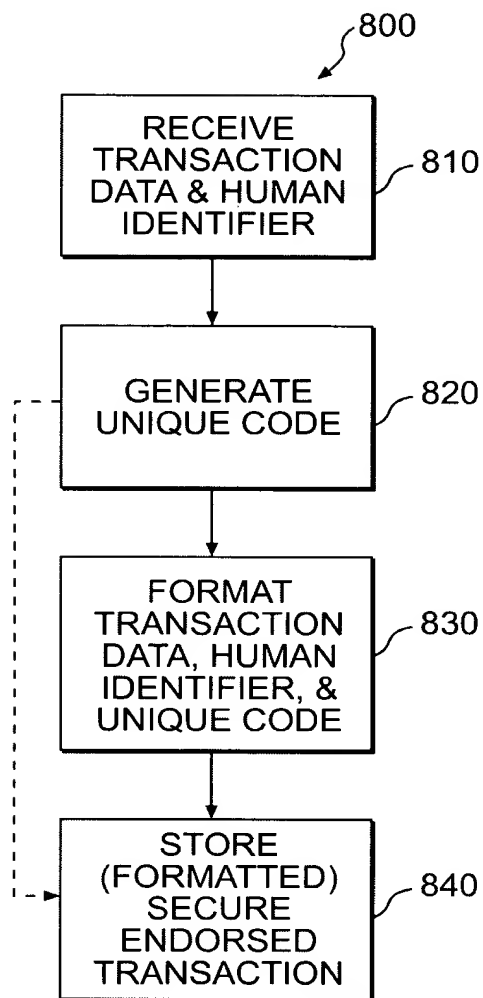 800
RECEIVE
TRANSACTION
DATA & HUMAN
IDENTIFIER
810
GENERATE
UNIQUE CODE
820
FORMAT
TRANSACTION
DATA, HUMAN
IDENTIFIER, &
UNIQUE CODE
830
STORE
(FORMATTED)
SECURE
ENDORSED
TRANSACTION
840